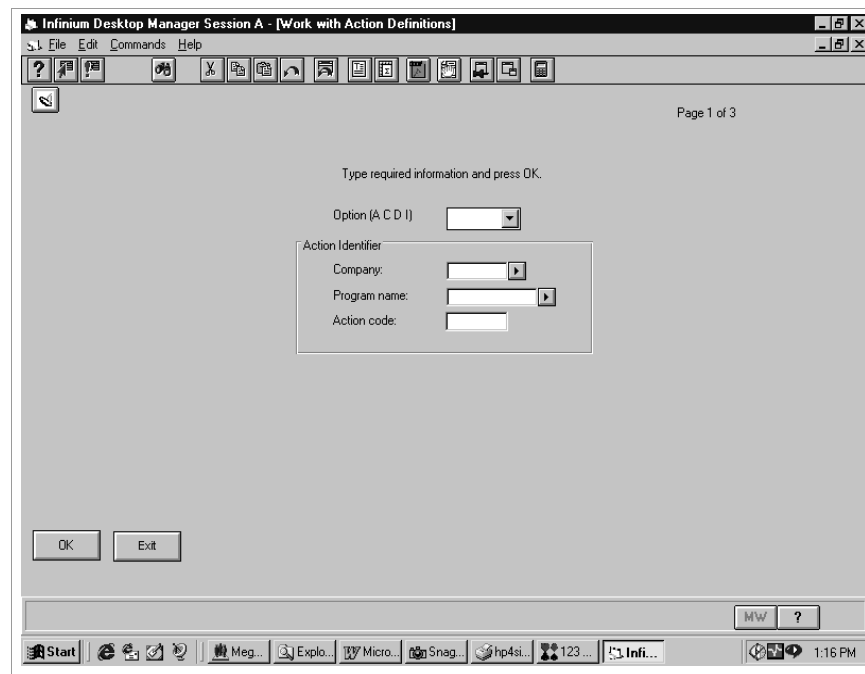 Infinium Desktop Manager Session A - [Work with Action Definitions]
File Edit Commands Help
Page 1 of 3
Type required information and press OK.
Option (A C D I)
Action Identifier
Company:
Program name:
Action code:
OK Exit
MW ?
Start Meg... Explo... Micro... Snag... hp4si... 123 ... Infi... 1:16 PM